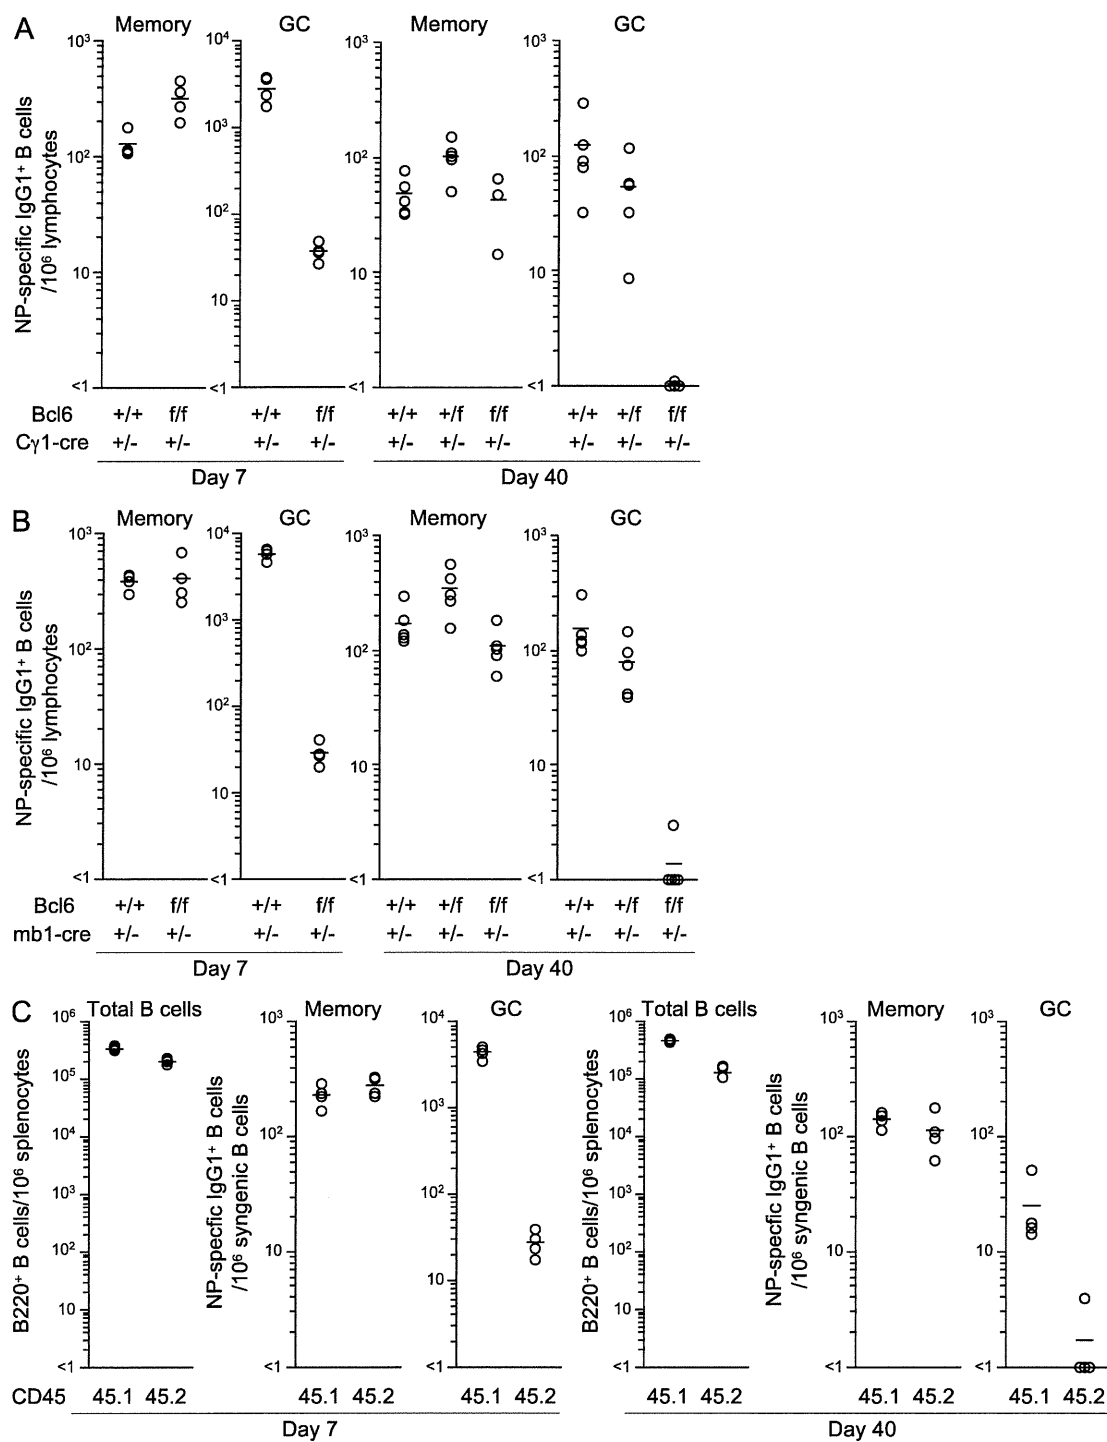 A
Memory GC Memory GC
10³ 10⁴ 10³ 10³
NP-specific IgG1⁺ B cells
/10⁶ lymphocytes
10³
10² 10² 10²
10²
10 10 10 10
<1 <1 <1 <1
Bcl6 +/+ f/f +/+ f/f +/+ +/f f/f +/+ +/f f/f
Cγ1-cre +/- +/- +/- +/- +/- +/- +/- +/- +/- +/-
Day 7 Day 40
B
Memory GC Memory GC
10³ 10⁴ 10³ 10³
NP-specific IgG1⁺ B cells
/10⁶ lymphocytes
10³
10² 10² 10²
10²
10 10 10 10
<1 <1 <1 <1
Bcl6 +/+ f/f +/+ f/f +/+ +/f f/f +/+ +/f f/f
mb1-cre +/- +/- +/- +/- +/- +/- +/- +/- +/- +/-
Day 7 Day 40
C
Total B cells Memory GC Total B cells Memory GC
10⁶ 10³ 10⁴ 10⁶ 10³ 10³
B220⁺ B cells/10⁶ splenocytes
NP-specfic IgG1⁺ B cells
/10⁶ syngenic B cells
B220⁺ B cells/10⁶ splenocytes
NP-specfic IgG1⁺ B cells
/10⁶ syngenic B cells
10⁵ 10³ 10⁵
10⁴ 10² 10⁴ 10² 10²
10³ 10² 10³
10² 10 10² 10 10
10 10 10
<1 <1 <1 <1 <1 <1
CD45 45.1 45.2 45.1 45.2 45.1 45.2 45.1 45.2 45.1 45.2 45.1 45.2
Day 7 Day 40